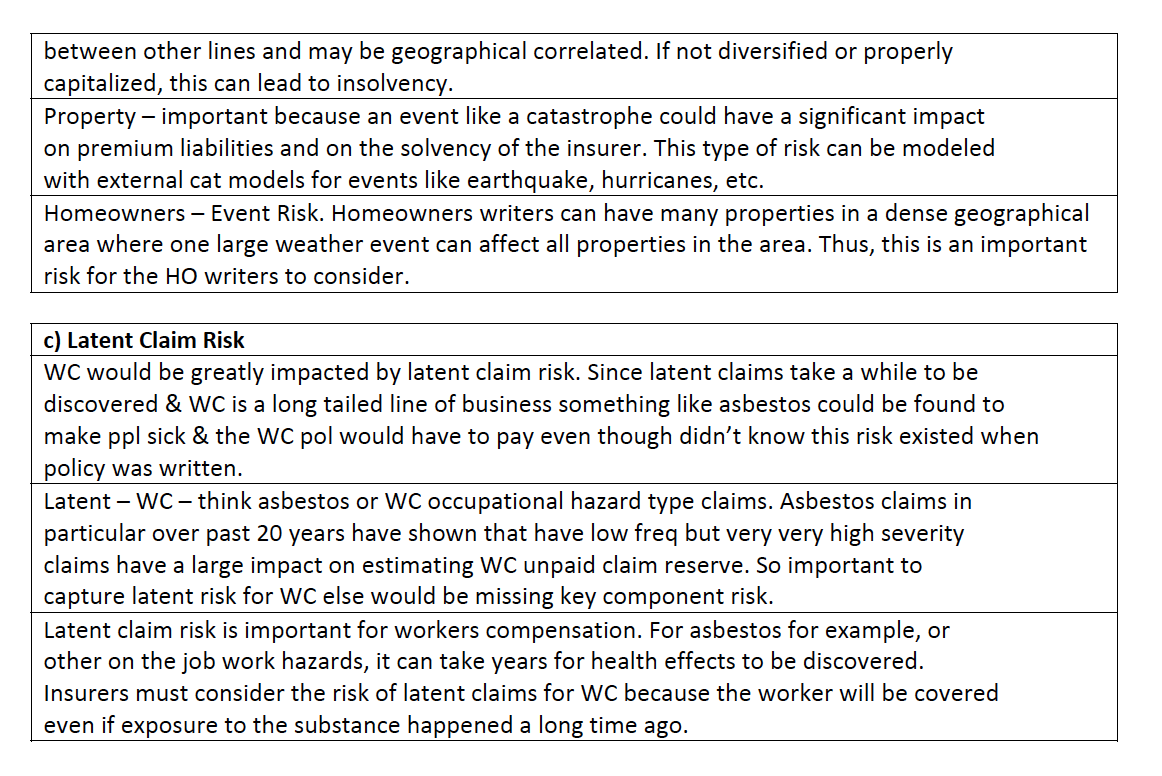 between other lines and may be geographical correlated. If not diversified or properly
capitalized, this can lead to insolvency.
Property – important because an event like a catastrophe could have a significant impact
on premium liabilities and on the solvency of the insurer. This type of risk can be modeled
with external cat models for events like earthquake, hurricanes, etc.
Homeowners – Event Risk. Homeowners writers can have many properties in a dense geographical
area where one large weather event can affect all properties in the area. Thus, this is an important
risk for the HO writers to consider.
c) Latent Claim Risk
WC would be greatly impacted by latent claim risk. Since latent claims take a while to be
discovered & WC is a long tailed line of business something like asbestos could be found to
make ppl sick & the WC pol would have to pay even though didn’t know this risk existed when
policy was written.
Latent – WC – think asbestos or WC occupational hazard type claims. Asbestos claims in
particular over past 20 years have shown that have low freq but very very high severity
claims have a large impact on estimating WC unpaid claim reserve. So important to
capture latent risk for WC else would be missing key component risk.
Latent claim risk is important for workers compensation. For asbestos for example, or
other on the job work hazards, it can take years for health effects to be discovered.
Insurers must consider the risk of latent claims for WC because the worker will be covered
even if exposure to the substance happened a long time ago.